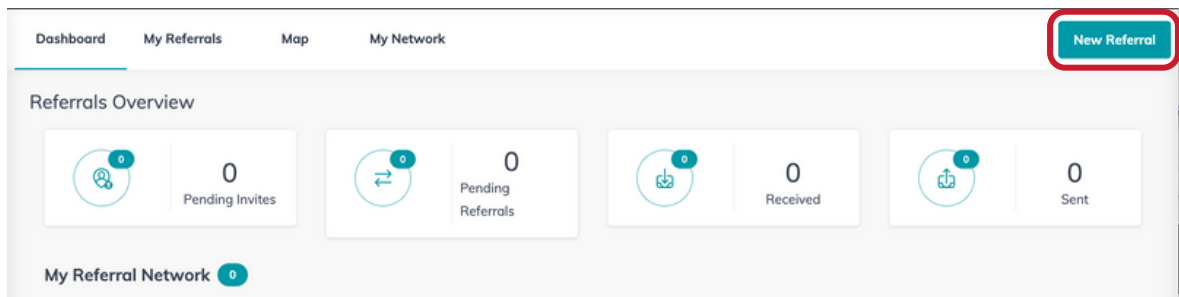 Dashboard My Referrals Map My Network New Referral
Referrals Overview
0 0 Pending Invites
0 0 Pending
Referrals
0 0 Received
0 0 Sent
My Referral Network 0